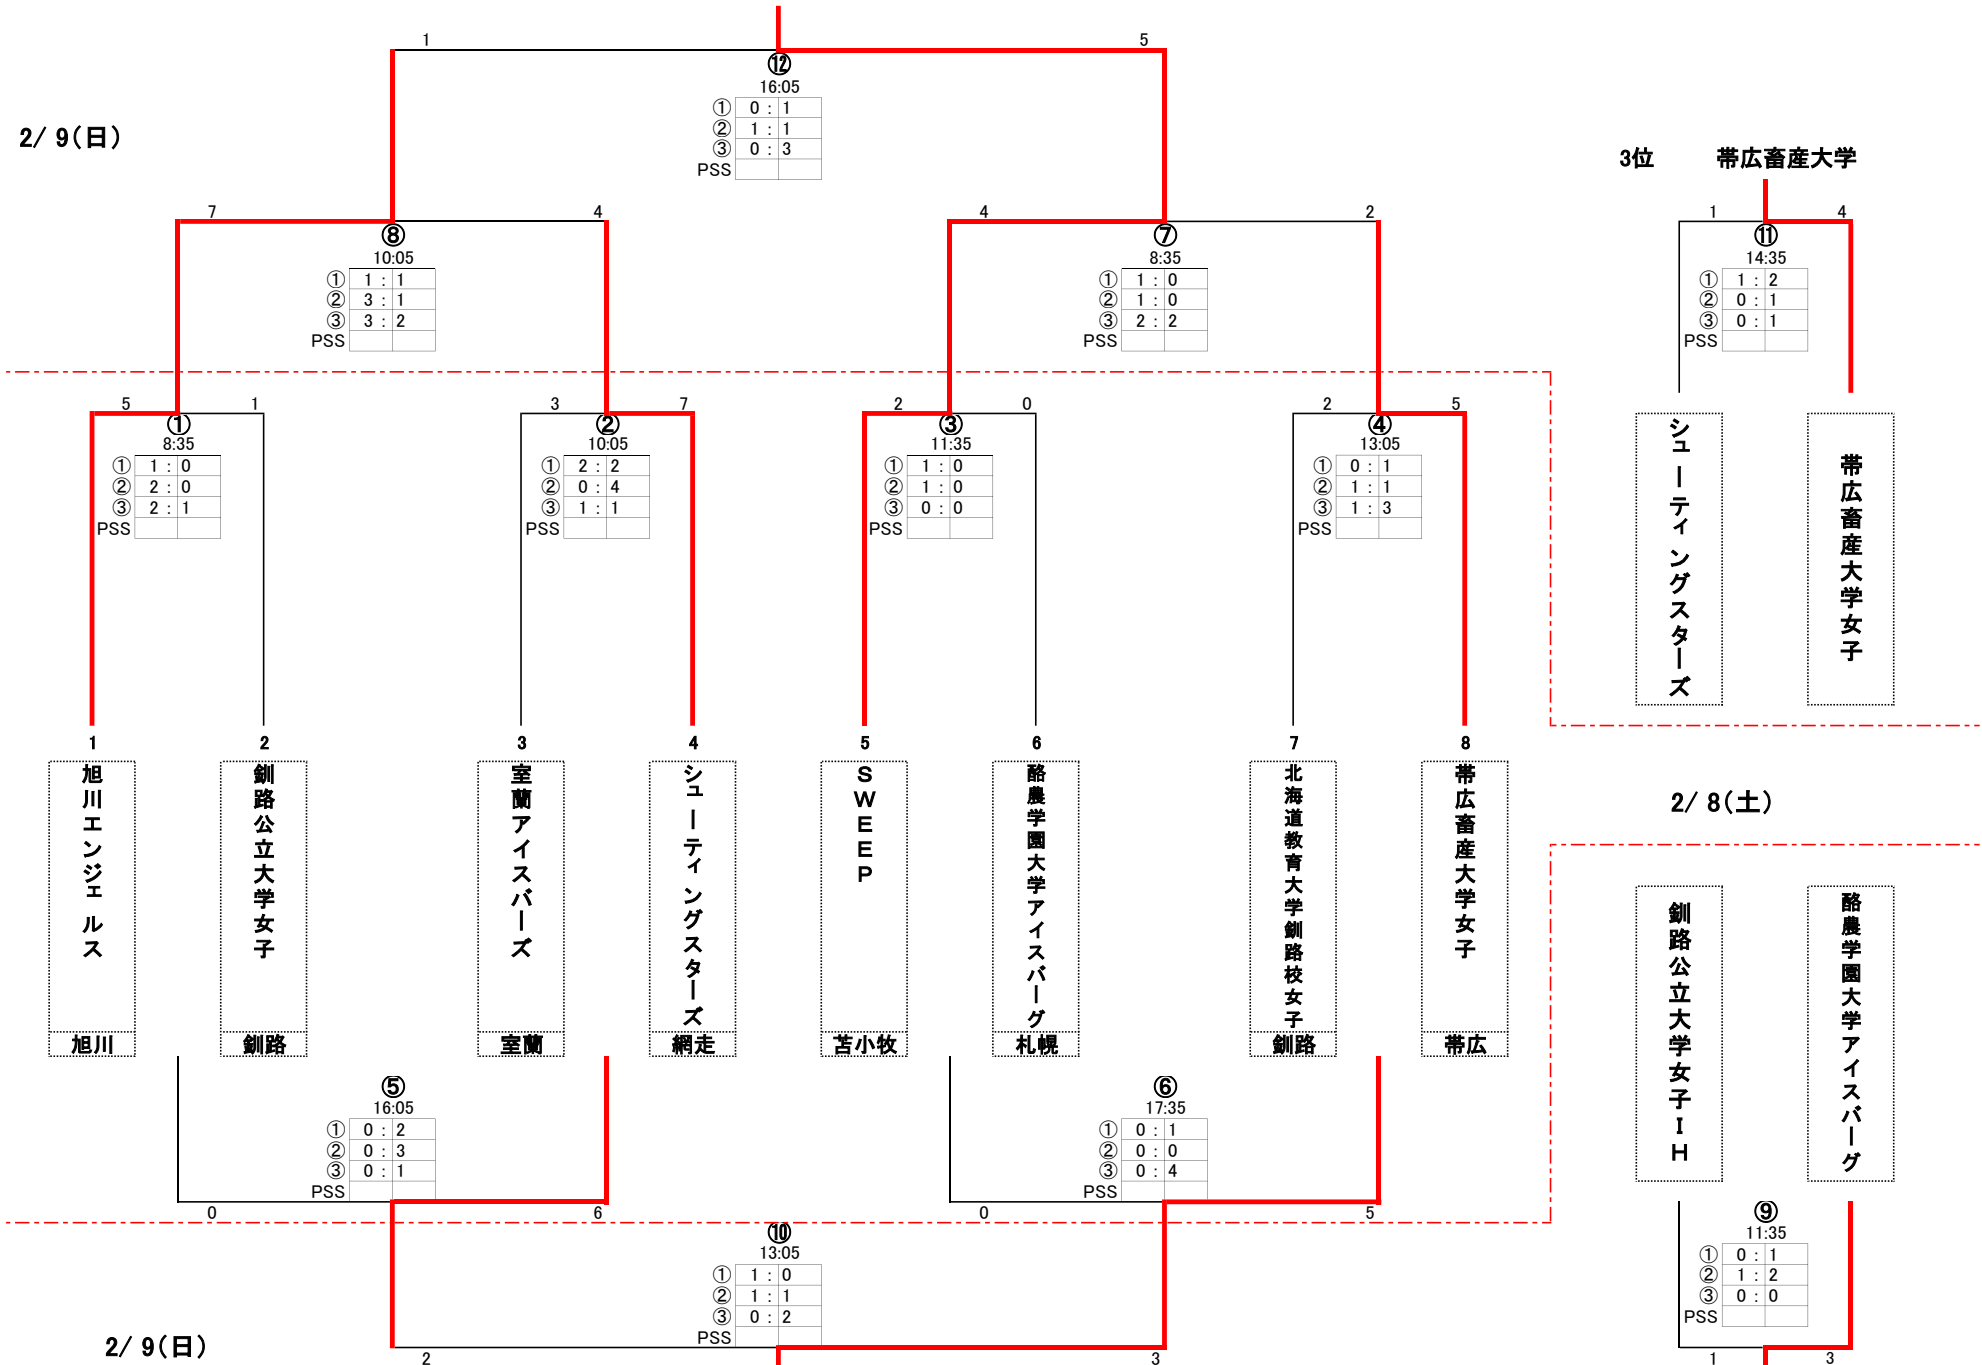 1 5
⑫
16:05
① 0 : 1
② 1 : 1
③ 0 : 3
PSS
2/ 9(日)
3位 帯広畜産大学
7 4
⑧
10:05
① 1 : 1
② 3 : 1
③ 3 : 2
PSS
4 2
⑦
8:35
① 1 : 0
② 1 : 0
③ 2 : 2
PSS
1 4
⑪
14:35
① 1 : 2
② 0 : 1
③ 0 : 1
PSS
シューティングスターズ
帯広畜産大学女子
5 1
①
8:35
① 1 : 0
② 2 : 0
③ 2 : 1
PSS
3 7
②
10:05
① 2 : 2
② 0 : 4
③ 1 : 1
PSS
2 0
③
11:35
① 1 : 0
② 1 : 0
③ 0 : 0
PSS
2 5
④
13:05
① 0 : 1
② 1 : 1
③ 1 : 3
PSS
1
旭川エンジェルス
旭川
2
釧路公立大学女子
釧路
3
室蘭アイスバーズ
室蘭
4
シューティングスターズ
網走
5
SWEEP
苫小牧
6
酪農学園大学アイスバーグ
札幌
7
北海道教育大学釧路校女子
釧路
8
帯広畜産大学女子
帯広
2/ 8(土)
⑤
16:05
① 0 : 2
② 0 : 3
③ 0 : 1
PSS
0 6
⑥
17:35
① 0 : 1
② 0 : 0
③ 0 : 4
PSS
0 5
釧路公立大学女子IH
酪農学園大学アイスバーグ
⑨
11:35
① 0 : 1
② 1 : 2
③ 0 : 0
PSS
1 3
⑩
13:05
① 1 : 0
② 1 : 1
③ 0 : 2
PSS
2/ 9(日)
2 3